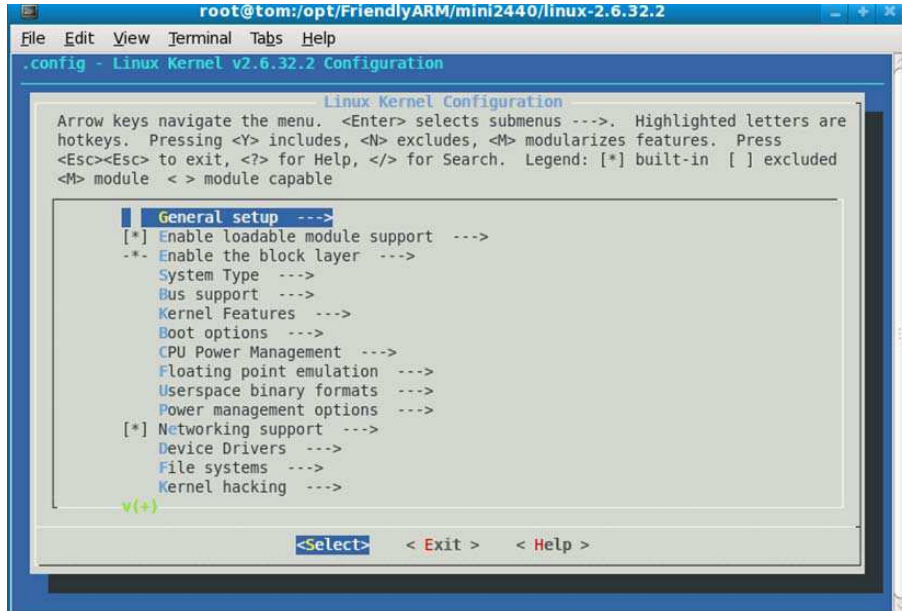 root@tom:/opt/FriendlyARM/mini2440/linux-2.6.32.2
File Edit View Terminal Tabs Help
.config - Linux Kernel v2.6.32.2 Configuration
Linux Kernel Configuration
Arrow keys navigate the menu. <Enter> selects submenus --->. Highlighted letters are
hotkeys. Pressing <Y> includes, <N> excludes, <M> modularizes features. Press
<Esc><Esc> to exit, <?> for Help, </> for Search. Legend: [*] built-in [ ] excluded
<M> module < > module capable
General setup --->
[*] Enable loadable module support --->
-*- Enable the block layer --->
System Type --->
Bus support --->
Kernel Features --->
Boot options --->
CPU Power Management --->
Floating point emulation --->
Userspace binary formats --->
Power management options --->
[*] Networking support --->
Device Drivers --->
File systems --->
Kernel hacking --->
v(+)
<Select> < Exit > < Help >